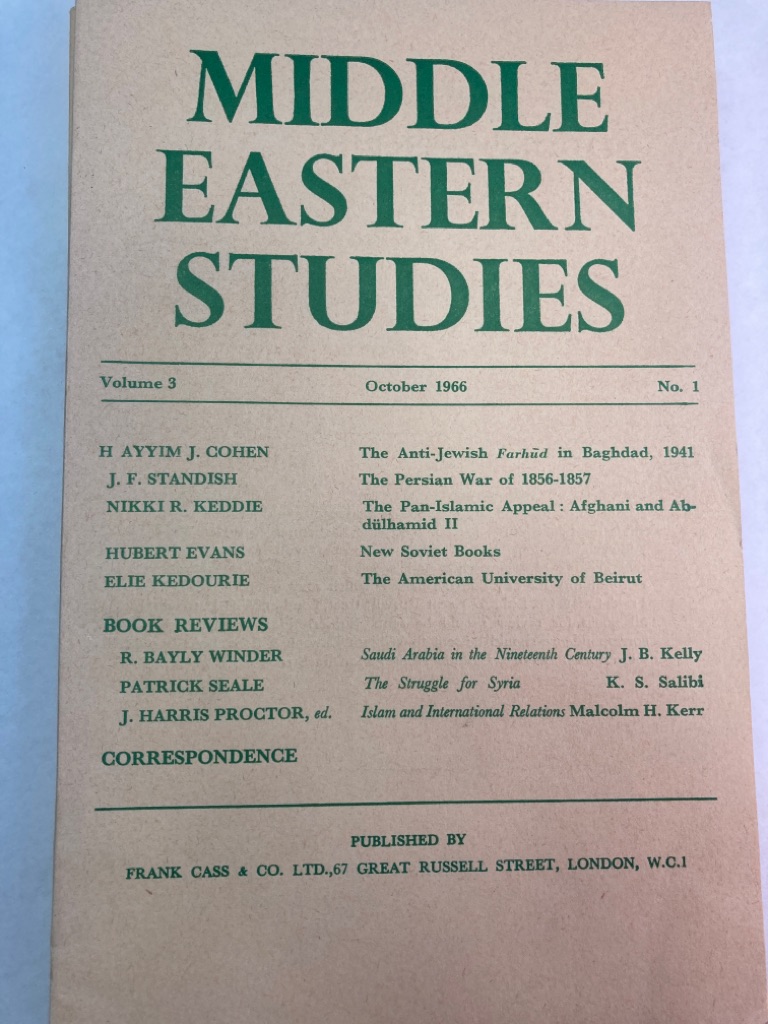 MIDDLE
EASTERN
STUDIES
Volume 3 October 1966 No. 1
H AYYIM J. COHEN The Anti-Jewish Farhūd in Baghdad, 1941
J. F. STANDISH The Persian War of 1856-1857
NIKKI R. KEDDIE The Pan-Islamic Appeal : Afghani and Ab-
dülhamid II
HUBERT EVANS New Soviet Books
ELIE KEDOURIE The American University of Beirut
BOOK REVIEWS
R. BAYLY WINDER Saudi Arabia in the Nineteenth Century J. B. Kelly
PATRICK SEALE The Struggle for Syria K. S. Salibi
J. HARRIS PROCTOR, ed. Islam and International Relations Malcolm H. Kerr
CORRESPONDENCE
PUBLISHED BY
FRANK CASS & CO. LTD.,67 GREAT RUSSELL STREET, LONDON, W.C.1